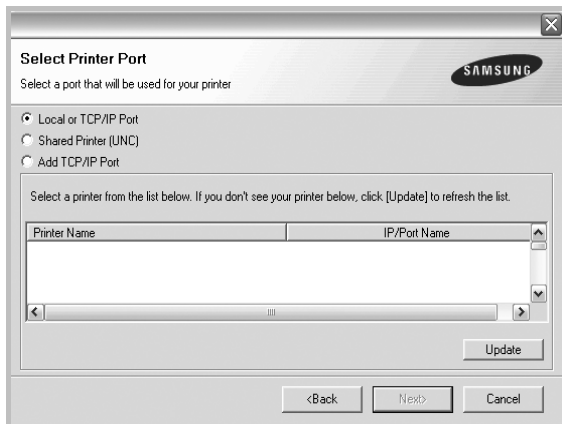 Select Printer Port
Select a port that will be used for your printer
SAMSUNG
Local or TCP/IP Port
Shared Printer (UNC)
Add TCP/IP Port
Select a printer from the list below. If you don't see your printer below, click [Update] to refresh the list.
Printer Name IP/Port Name
Update
<Back Next> Cancel